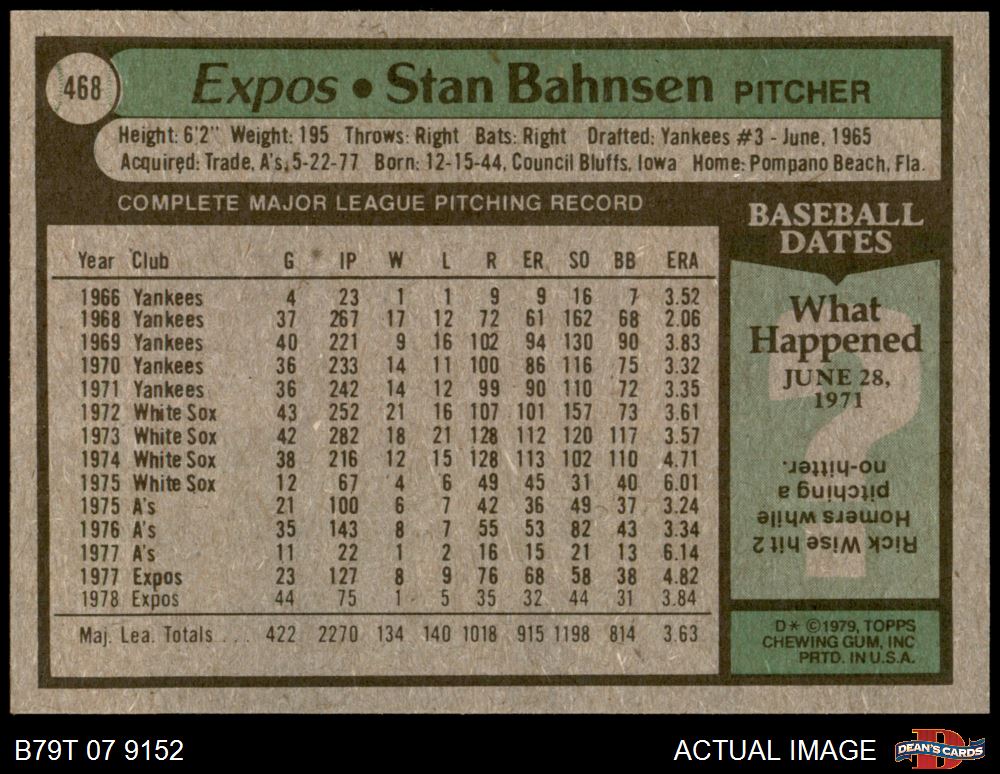 468
Expos • Stan Bahnsen PITCHER
Height: 6'2" Weight: 195 Throws: Right Bats: Right Drafted: Yankees #3 - June, 1965
Acquired: Trade, A's, 5-22-77 Born: 12-15-44, Council Bluffs, Iowa Home: Pompano Beach, Fla.
COMPLETE MAJOR LEAGUE PITCHING RECORD
Year Club G IP W L R ER SO BB ERA
1966 Yankees 4 23 1 1 9 9 16 7 3.52
1968 Yankees 37 267 17 12 72 61 162 68 2.06
1969 Yankees 40 221 9 16 102 94 130 90 3.83
1970 Yankees 36 233 14 11 100 86 116 75 3.32
1971 Yankees 36 242 14 12 99 90 110 72 3.35
1972 White Sox 43 252 21 16 107 101 157 73 3.61
1973 White Sox 42 282 18 21 128 112 120 117 3.57
1974 White Sox 38 216 12 15 128 113 102 110 4.71
1975 White Sox 12 67 4 6 49 45 31 40 6.01
1975 A's 21 100 6 7 42 36 49 37 3.24
1976 A's 35 143 8 7 55 53 82 43 3.34
1977 A's 11 22 1 2 16 15 21 13 6.14
1977 Expos 23 127 8 9 76 68 58 38 4.82
1978 Expos 44 75 1 5 35 32 44 31 3.84
Maj. Lea. Totals . . . 422 2270 134 140 1018 915 1198 814 3.63
BASEBALL
DATES
What
Happened
JUNE 28,
1971
?
Rick Wise hit 2
Homers while
pitching a
no-hitter.
D* ©1979, TOPPS
CHEWING GUM, INC
PRTD. IN U.S.A.
B79T 07 9152
ACTUAL IMAGE
D
DEAN'S CARDS